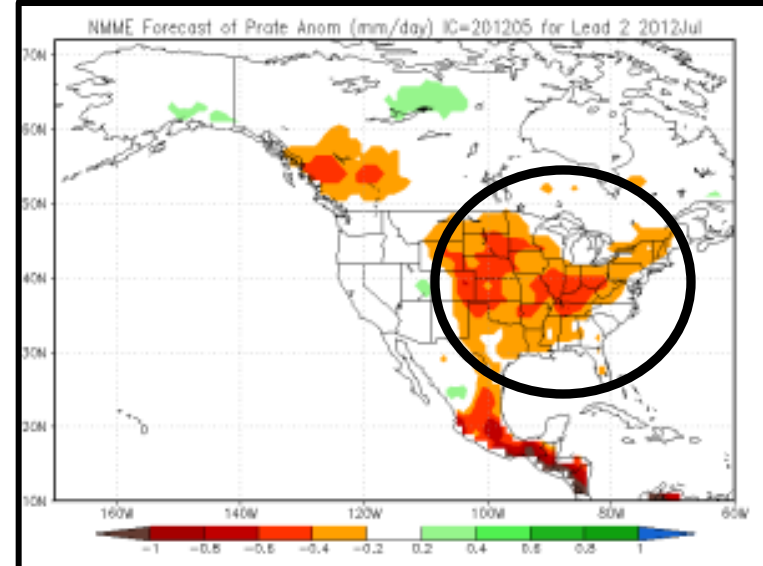 NMME Forecast of Prate Anom (mm/day) IC=201205 for Lead 2 2012Jul
70N
60N
50N
40N
30N
20N
10N
160W 140W 120W 100W 80W 60W
-1 -0.8 -0.6 -0.4 -0.2 0.2 0.4 0.6 0.8 1